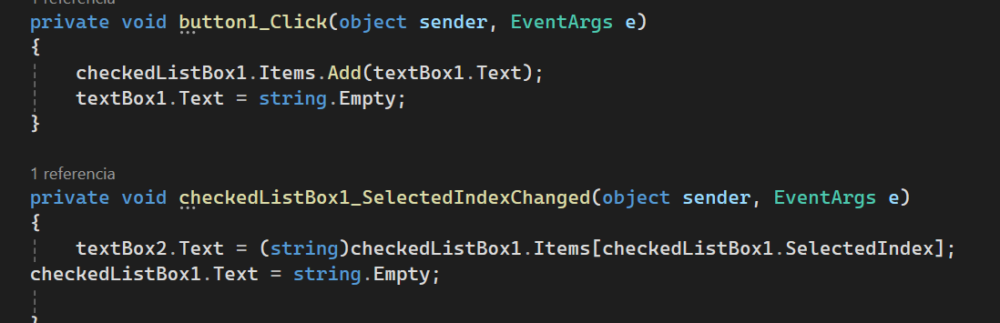 1 referencia
private void button1_Click(object sender, EventArgs e)
{
checkedListBox1.Items.Add(textBox1.Text);
textBox1.Text = string.Empty;
}
1 referencia
private void checkedListBox1_SelectedIndexChanged(object sender, EventArgs e)
{
textBox2.Text = (string)checkedListBox1.Items[checkedListBox1.SelectedIndex];
checkedListBox1.Text = string.Empty;
}